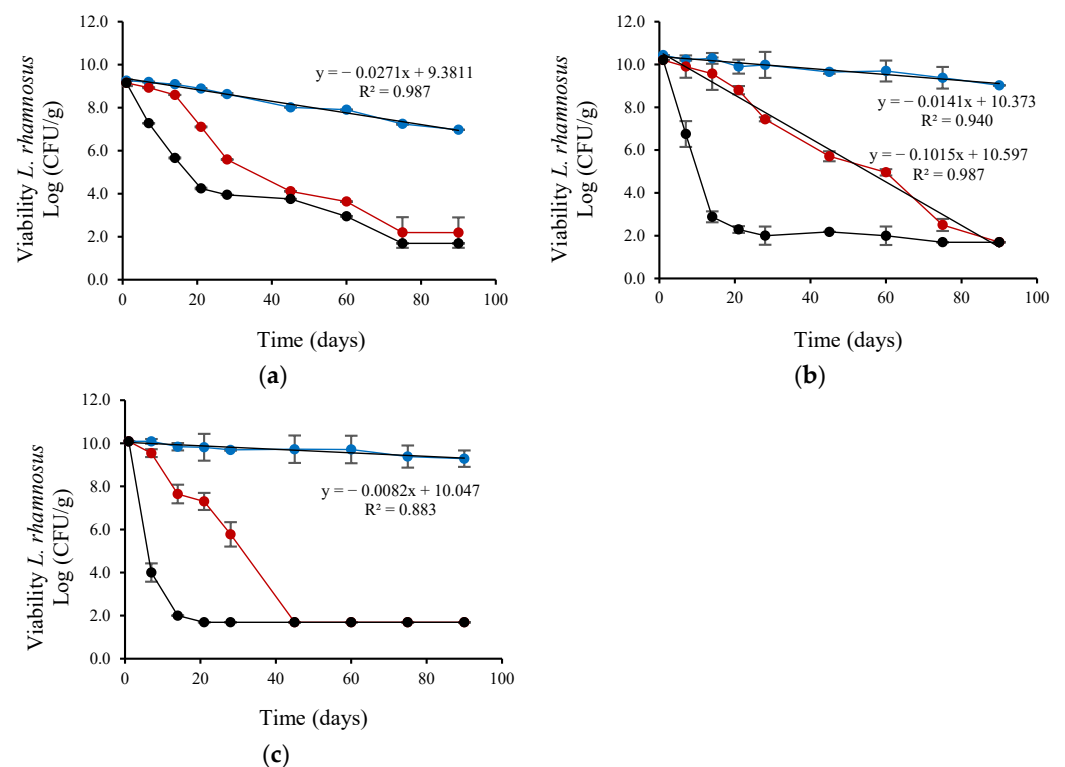 12.0
10.0
8.0
6.0
4.0
2.0
0.0
0
20
40
60
80
100
Viability L. rhamnosus
Log (CFU/g)
y = − 0.0271x + 9.3811
R² = 0.987
Time (days)
(a)
12.0
10.0
8.0
6.0
4.0
2.0
0.0
0
20
40
60
80
100
Viability L. rhamnosus
Log (CFU/g)
y = − 0.0141x + 10.373
R² = 0.940
y = − 0.1015x + 10.597
R² = 0.987
Time (days)
(b)
12.0
10.0
8.0
6.0
4.0
2.0
0.0
0
20
40
60
80
100
Viability L. rhamnosus
Log (CFU/g)
y = − 0.0082x + 10.047
R² = 0.883
Time (days)
(c)